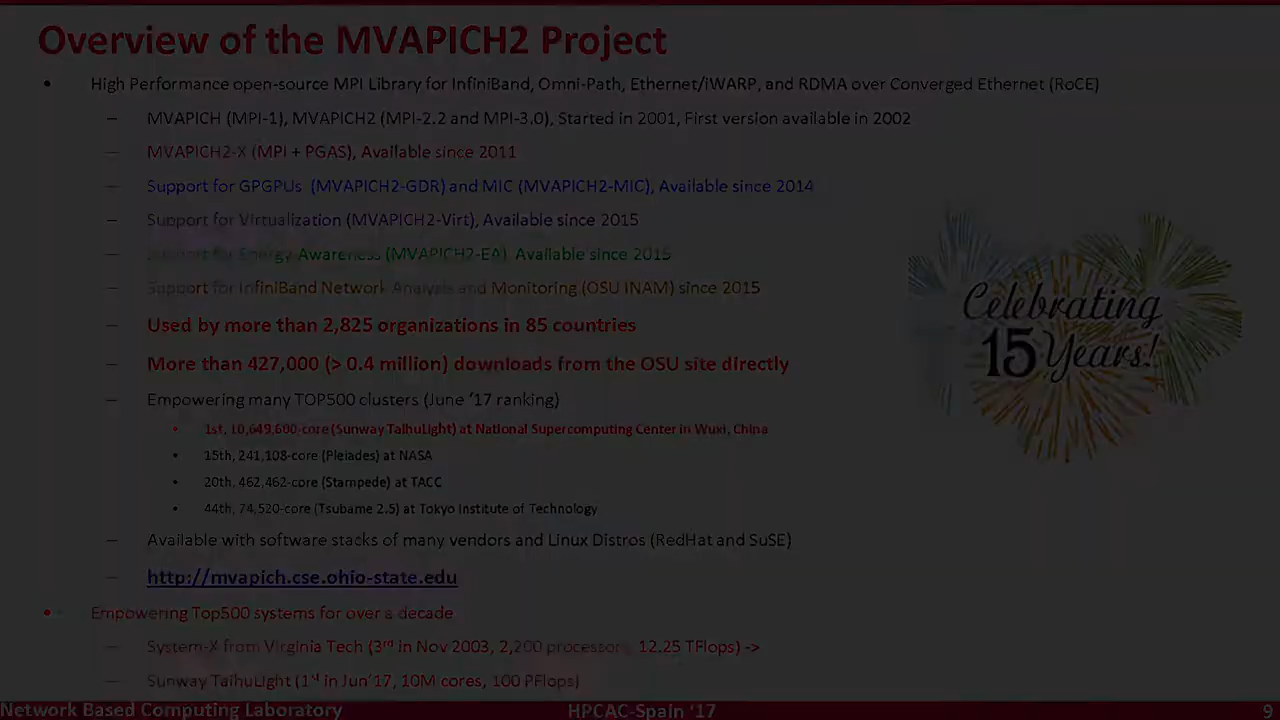 Overview of the MVAPICH2 Project
• High Performance open-source MPI Library for InfiniBand, Omni-Path, Ethernet/iWARP, and RDMA over Converged Ethernet (RoCE)
– MVAPICH (MPI-1), MVAPICH2 (MPI-2.2 and MPI-3.0), Started in 2001, First version available in 2002
– MVAPICH2-X (MPI + PGAS), Available since 2011
– Support for GPGPUs (MVAPICH2-GDR) and MIC (MVAPICH2-MIC), Available since 2014
– Support for Virtualization (MVAPICH2-Virt), Available since 2015
– Support for Energy-Awareness (MVAPICH2-EA), Available since 2015
– Support for InfiniBand Network Analysis and Monitoring (OSU INAM) since 2015
– Used by more than 2,825 organizations in 85 countries
– More than 427,000 (> 0.4 million) downloads from the OSU site directly
– Empowering many TOP500 clusters (June '17 ranking)
• 1st, 10,649,600-core (Sunway TaihuLight) at National Supercomputing Center in Wuxi, China
• 15th, 241,108-core (Pleiades) at NASA
• 20th, 462,462-core (Stampede) at TACC
• 44th, 74,520-core (Tsubame 2.5) at Tokyo Institute of Technology
– Available with software stacks of many vendors and Linux Distros (RedHat and SuSE)
– http://mvapich.cse.ohio-state.edu
• Empowering Top500 systems for over a decade
– System-X from Virginia Tech (3rd in Nov 2003, 2,200 processors, 12.25 TFlops) ->
– Sunway TaihuLight (1st in Jun'17, 10M cores, 100 PFlops)
Celebrating
15 Years!
Network Based Computing Laboratory
HPCAC-Spain '17
9